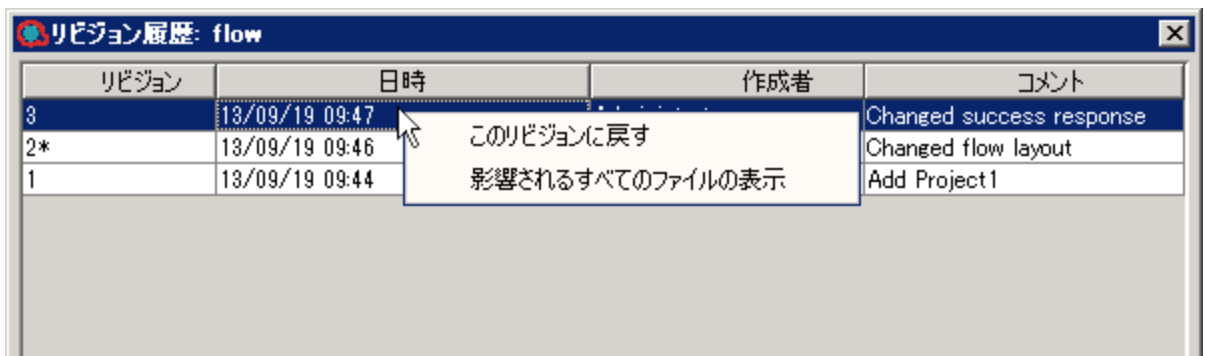 リビジョン履歴: flow
リビジョン 日時 作成者 コメント
3 13/09/19 09:47 Changed success response
2* 13/09/19 09:46 Changed flow layout
1 13/09/19 09:44 Add Project1
このリビジョンに戻す
影響されるすべてのファイルの表示